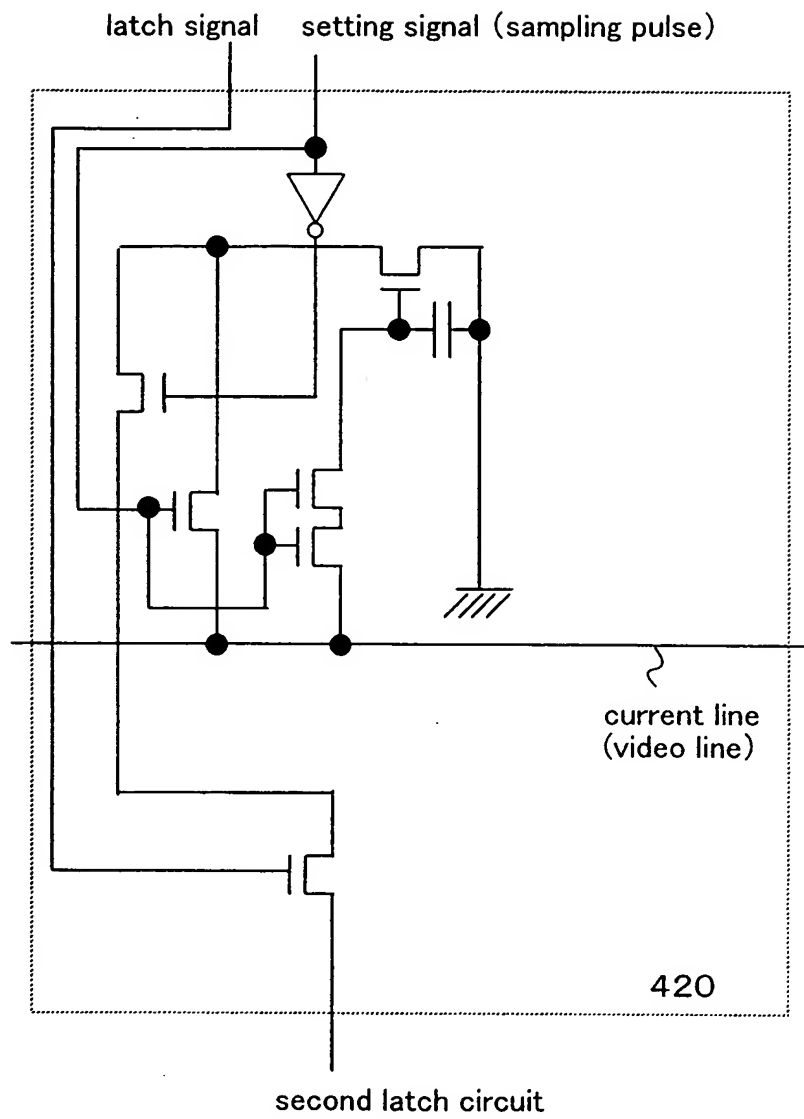 latch signal
setting signal (sampling pulse)
current line
(video line)
420
second latch circuit